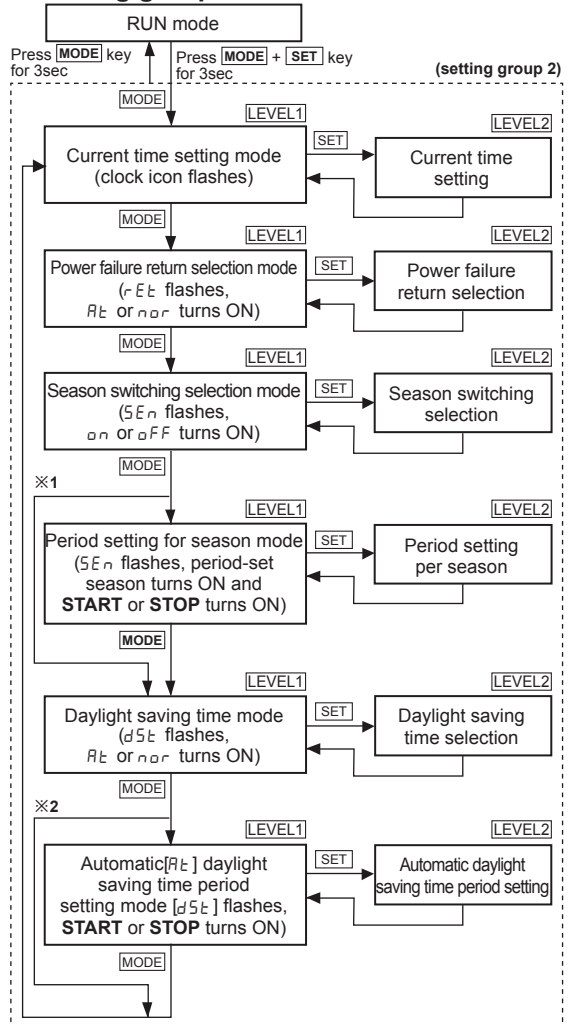 RUN mode
Press MODE key
for 3sec
Press MODE + SET key
for 3sec
(setting group 2)
MODE
LEVEL1
Current time setting mode
(clock icon flashes)
SET
LEVEL2
Current time
setting
MODE
LEVEL1
Power failure return selection mode
(rEt flashes,
At or nor turns ON)
SET
LEVEL2
Power failure
return selection
MODE
LEVEL1
Season switching selection mode
(SEn flashes,
on or oFF turns ON)
SET
LEVEL2
Season switching
selection
MODE
※1
LEVEL1
Period setting for season mode
(SEn flashes, period-set
season turns ON and
START or STOP turns ON)
SET
LEVEL2
Period setting
per season
MODE
LEVEL1
Daylight saving time mode
(dSt flashes,
At or nor turns ON)
SET
LEVEL2
Daylight saving
time selection
MODE
※2
LEVEL1
Automatic[At] daylight
saving time period
setting mode [dSt] flashes,
START or STOP turns ON)
SET
LEVEL2
Automatic daylight
saving time period setting
MODE